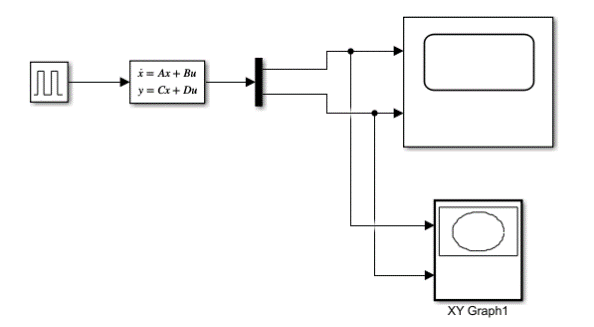 ẋ = Ax + Bu
y = Cx + Du
XY Graph1